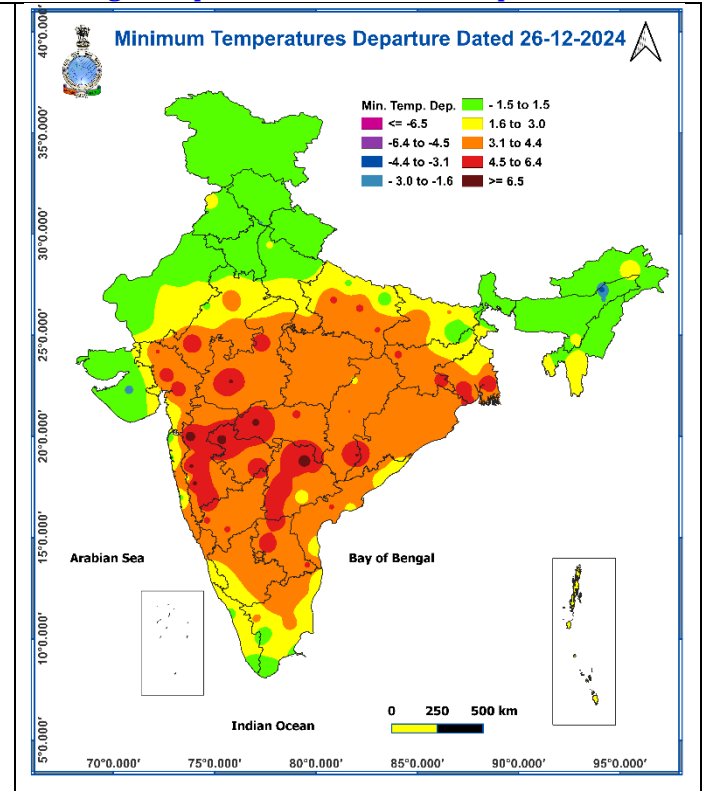 Minimum Temperatures Departure Dated 26-12-2024
Min. Temp. Dep.
<= -6.5
-6.4 to -4.5
-4.4 to -3.1
- 3.0 to -1.6
- 1.5 to 1.5
1.6 to 3.0
3.1 to 4.4
4.5 to 6.4
>= 6.5
40°0.000'
35°0.000'
30°0.000'
25°0.000'
20°0.000'
15°0.000'
10°0.000'
5°0.000'
Arabian Sea
Bay of Bengal
Indian Ocean
0 250 500 km
70°0.000' 75°0.000' 80°0.000' 85°0.000' 90°0.000' 95°0.000'